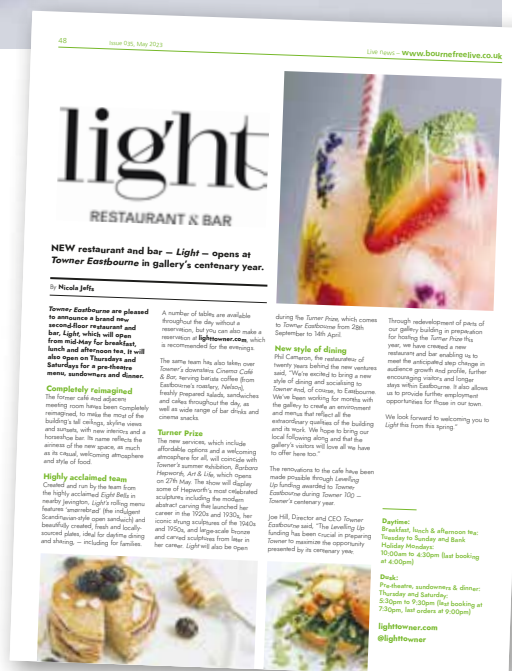 48
Issue 035, May 2023
Live news – www.bournefreelive.co.uk
light
RESTAURANT & BAR
NEW restaurant and bar – Light – opens at
Towner Eastbourne in gallery's centenary year.
By Nicola Jeffs
Towner Eastbourne are pleased
to announce a brand new
second-floor restaurant and
bar, Light, which will open
from mid-May for breakfast,
lunch and afternoon tea. It will
also open on Thursdays and
Saturdays for a pre-theatre
menu, sundowners and dinner.
Completely reimagined
The former café and adjacent
meeting room haves been completely
reimagined, to make the most of the
building's tall ceilings, skyline views
and sunsets, with new interiors and a
horseshoe bar. Its name reflects the
airiness of the new space, as much
as its casual, welcoming atmosphere
and style of food.
Highly acclaimed team
Created and run by the team from
the highly acclaimed Eight Bells in
nearby Jevington, Light's rolling menu
features 'smørrebrød' (the indulgent
Scandinavian-style open sandwich) and
beautifully created, fresh and locally-
sourced plates, ideal for daytime dining
and sharing, – including for families.
A number of tables are available
throughout the day without a
reservation, but you can also make a
reservation at lighttowner.com, which
is recommended for the evenings.
The same team has also taken over
Towner's downstairs Cinema Café
& Bar, serving barista coffee (from
Eastbourne's roastery, Nelson),
freshly prepared salads, sandwiches
and cakes throughout the day, as
well as wide range of bar drinks and
cinema snacks.
Turner Prize
The new services, which include
affordable options and a welcoming
atmosphere for all, will coincide with
Towner's summer exhibition, Barbara
Hepworth, Art & Life, which opens
on 27th May. The show will display
some of Hepworth's most celebrated
sculptures including the modern
abstract carving that launched her
career in the 1920s and 1930s, her
iconic strung sculptures of the 1940s
and 1950s, and large-scale bronze
and carved sculptures from later in
her career. Light will also be open
during the Turner Prize, which comes
to Towner Eastbourne from 28th
September to 14th April.
New style of dining
Phil Cameron, the restaurateur of
twenty years behind the new ventures
said, "We're excited to bring a new
style of dining and socialising to
Towner and, of course, to Eastbourne.
We've been working for months with
the gallery to create an environment
and menus that reflect all the
extraordinary qualities of the building
and its work. We hope to bring our
local following along and that the
gallery's visitors will love all we have
to offer here too."
The renovations to the cafe have been
made possible through Levelling
Up funding awarded to Towner
Eastbourne during Towner 100 –
Towner's centenary year.
Joe Hill, Director and CEO Towner
Eastbourne said, "The Levelling Up
funding has been crucial in preparing
Towner to maximize the opportunity
presented by its centenary year.
Through redevelopment of parts of
our gallery building in preparation
for hosting the Turner Prize this
year, we have created a new
restaurant and bar enabling us to
meet the anticipated step change in
audience growth and profile, further
encouraging visitors and longer
stays within Eastbourne. It also allows
us to provide further employment
opportunities for those in our town.
We look forward to welcoming you to
Light this from this spring."
Daytime:
Breakfast, lunch & afternoon tea:
Tuesday to Sunday and Bank
Holiday Mondays:
10:00am to 4:30pm (last booking
at 4:00pm)
Dusk:
Pre-theatre, sundowners & dinner:
Thursday and Saturday:
5:30pm to 9:30pm (last booking at
7:30pm, last orders at 9:00pm)
lighttowner.com
@lighttowner